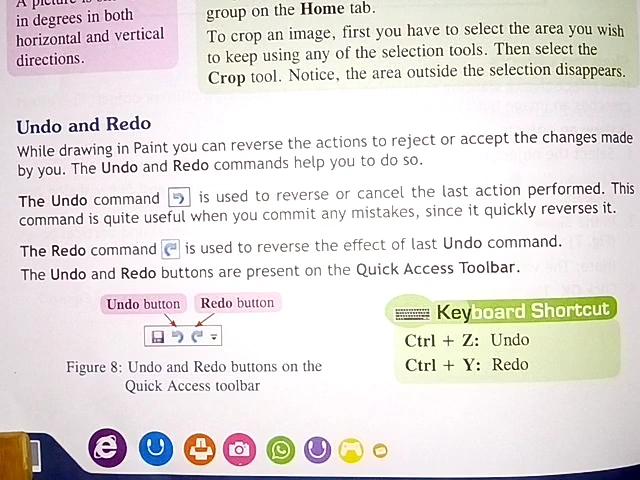 in degrees in both
horizontal and vertical
directions.
group on the Home tab.
To crop an image, first you have to select the area you wish
to keep using any of the selection tools. Then select the
Crop tool. Notice, the area outside the selection disappears.
Undo and Redo
While drawing in Paint you can reverse the actions to reject or accept the changes made
by you. The Undo and Redo commands help you to do so.
The Undo command is used to reverse or cancel the last action performed. This
command is quite useful when you commit any mistakes, since it quickly reverses it.
The Redo command is used to reverse the effect of last Undo command.
The Undo and Redo buttons are present on the Quick Access Toolbar.
Undo button Redo button
Figure 8: Undo and Redo buttons on the
Quick Access toolbar
Keyboard Shortcut
Ctrl + Z: Undo
Ctrl + Y: Redo